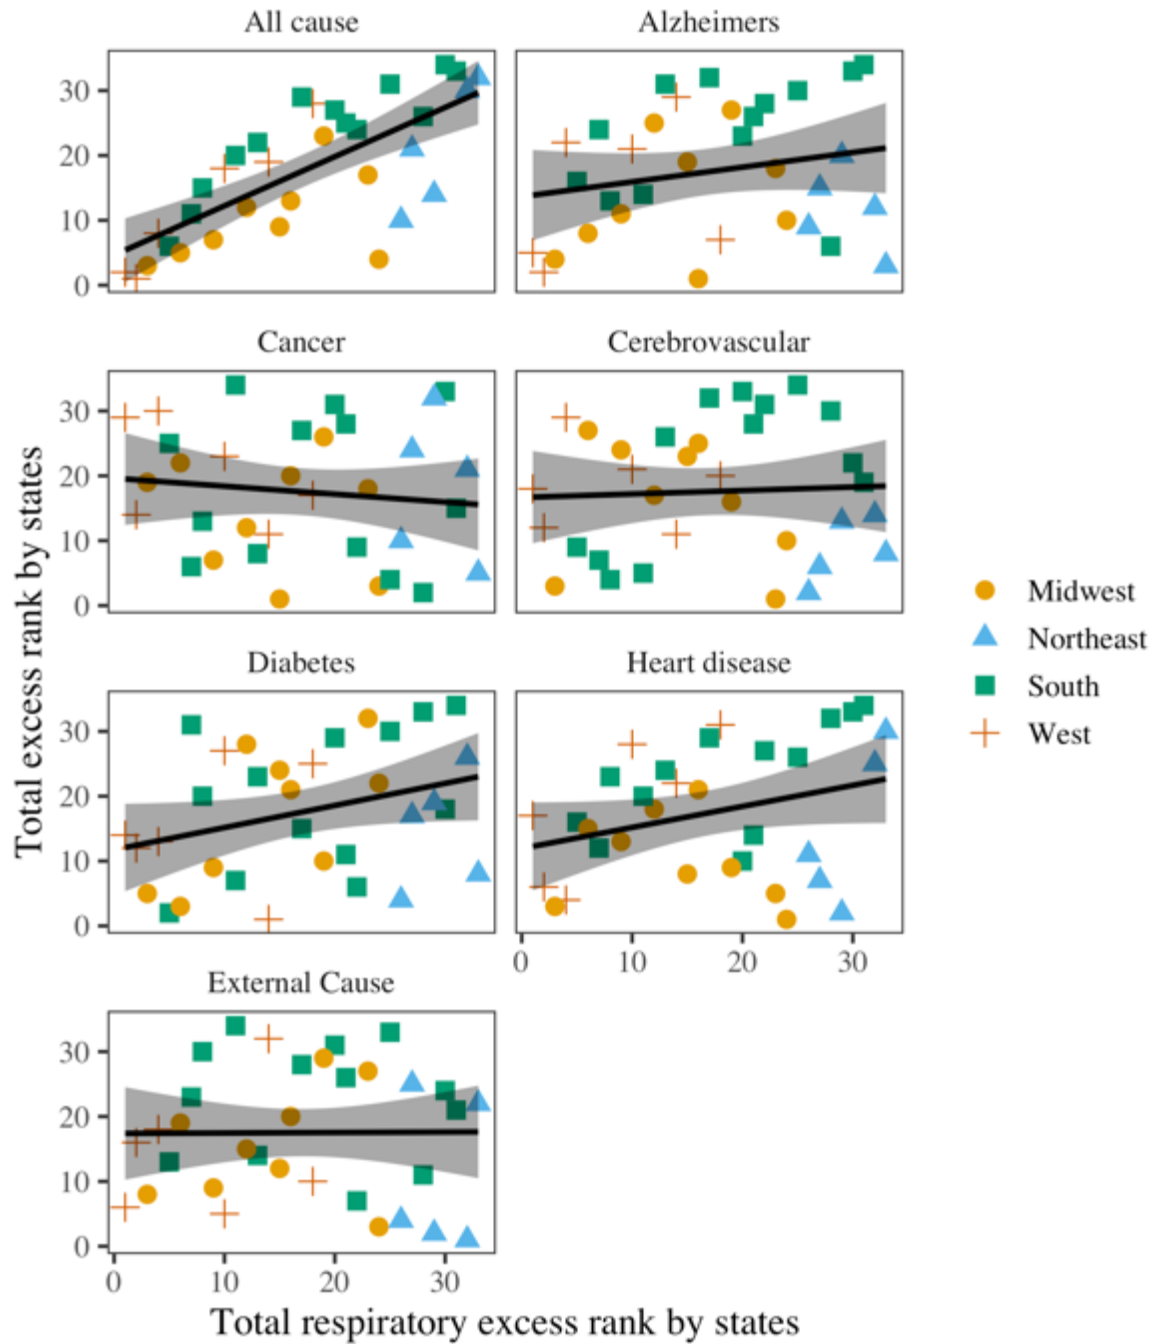 All cause
Alzheimers
30
20
10
0
Cancer
Cerebrovascular
30
20
10
0
Total excess rank by states
Diabetes
Heart disease
30
20
10
0
0 10 20 30
External Cause
30
20
10
0
0 10 20 30
Total respiratory excess rank by states
Midwest
Northeast
South
West